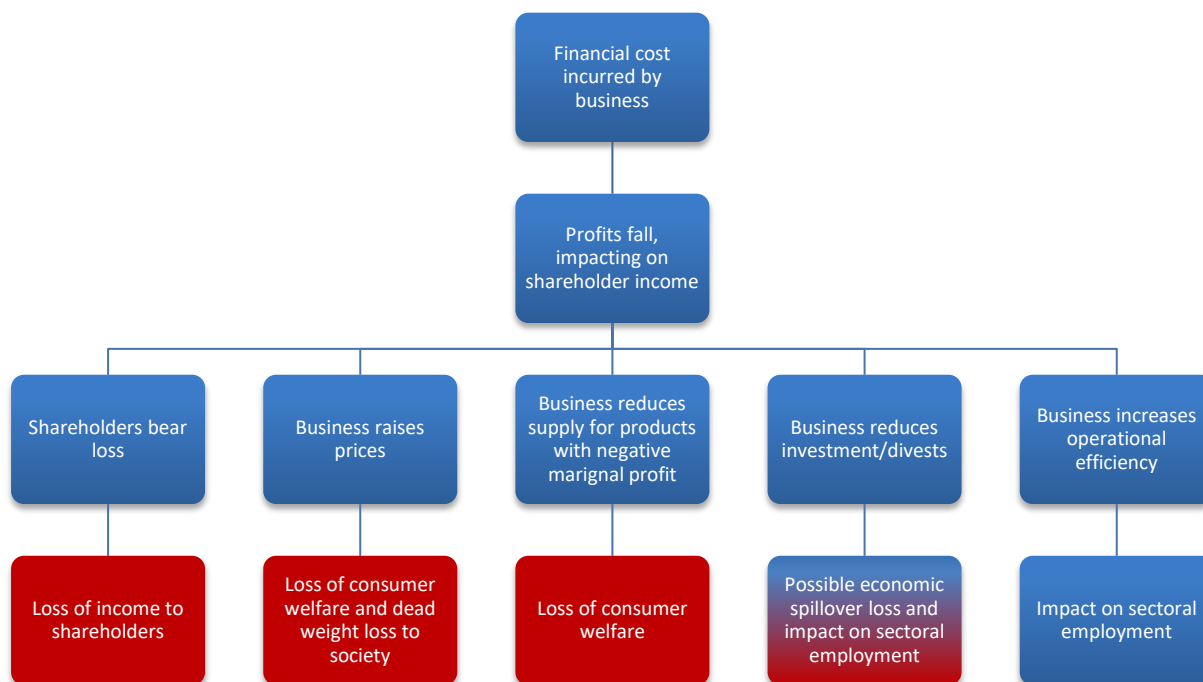 Financial cost
incurred by
business
Profits fall,
impacting on
shareholder income
Shareholders bear
loss
Business raises
prices
Business reduces
supply for products
with negative
marignal profit
Business reduces
investment/divests
Business increases
operational
efficiency
Loss of income to
shareholders
Loss of consumer
welfare and dead
weight loss to
society
Loss of consumer
welfare
Possible economic
spillover loss and
impact on sectoral
employment
Impact on sectoral
employment